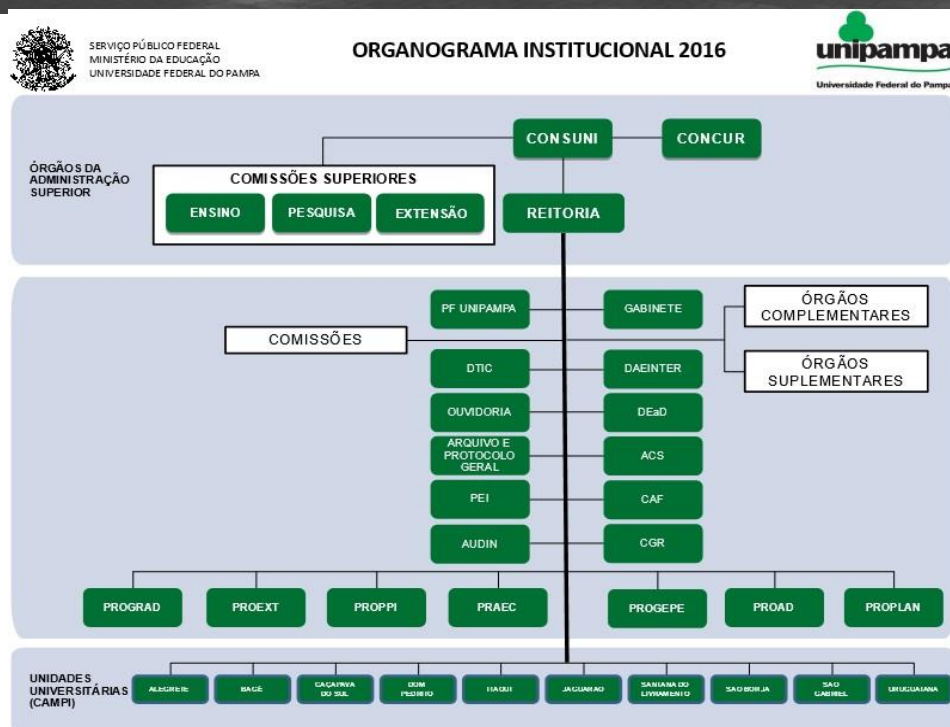 SERVIÇO PÚBLICO FEDERAL
MINISTÉRIO DA EDUCAÇÃO
UNIVERSIDADE FEDERAL DO PAMPA
ORGANOGRAMA INSTITUCIONAL 2016
unipampa
Universidade Federal do Pampa
ÓRGÃOS DA
ADMINISTRAÇÃO
SUPERIOR
CONSUNI
CONCUR
COMISSÕES SUPERIORES
ENSINO
PESQUISA
EXTENSÃO
REITORIA
PF UNIPAMPA
GABINETE
ÓRGÃOS
COMPLEMENTARES
COMISSÕES
DTIC
DAEINTER
ÓRGÃOS
SUPLEMENTARES
OUVIDORIA
DEaD
ARQUIVO E
PROTOCOLO
GERAL
ACS
PEI
CAF
AUDIN
CGR
PROGRAD
PROEXT
PROPPI
PRAEC
PROGEPE
PROAD
PROPLAN
UNIDADES
UNIVERSITÁRIAS
(CAMPI)
ALEGRETE
BAGÉ
CAÇAPAVA
DO SUL
DOM
PEDRITO
ITAQUI
JAGUARÃO
SANTANA DO
LIVRAMENTO
SÃO BORJA
SÃO
GABRIEL
URUGUAIANA